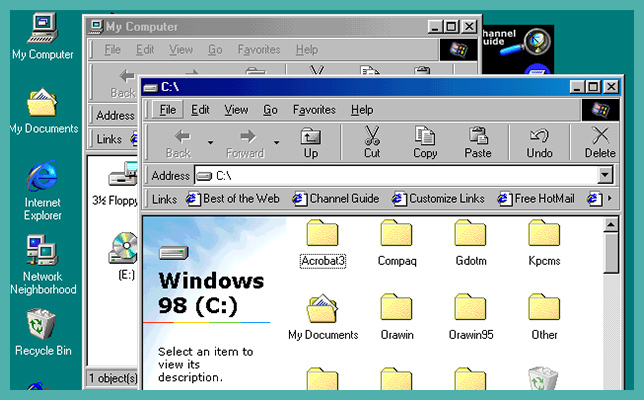 My Computer
My Documents
Internet
Explorer
Network
Neighborhood
Recycle Bin
My Computer
File Edit View Go Favorites Help
Back
Address
Links
3½ Floppy
(E:)
1 object(s)
hannel
uide
C:\
File Edit View Go Favorites Help
Back Forward Up Cut Copy Paste Undo Delete
Address C:\
Links Best of the Web Channel Guide Customize Links Free HotMail
Windows
98 (C:)
Select an item to
view its
description.
Acrobat3 Compaq Gdotm Kpcms
My Documents Orawin Orawin95 Other